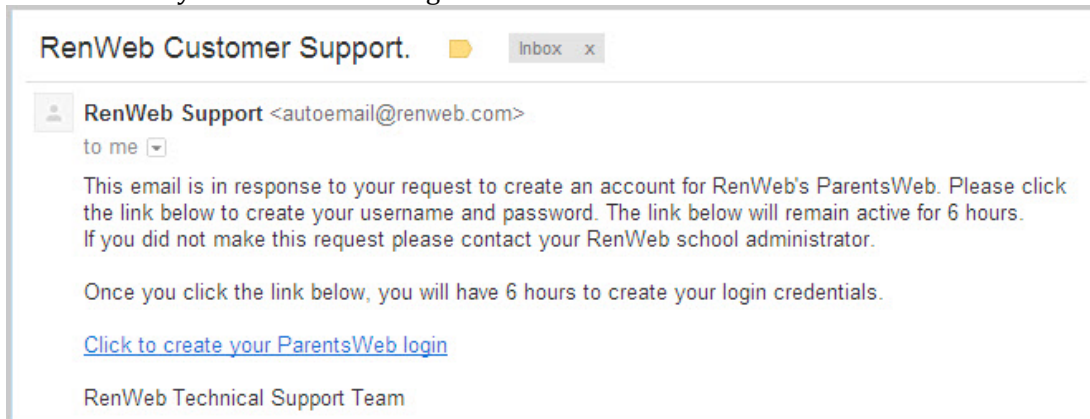 RenWeb Customer Support. Inbox x
RenWeb Support <autoemail@renweb.com>
to me
This email is in response to your request to create an account for RenWeb's ParentsWeb. Please click
the link below to create your username and password. The link below will remain active for 6 hours.
If you did not make this request please contact your RenWeb school administrator.
Once you click the link below, you will have 6 hours to create your login credentials.
Click to create your ParentsWeb login
RenWeb Technical Support Team